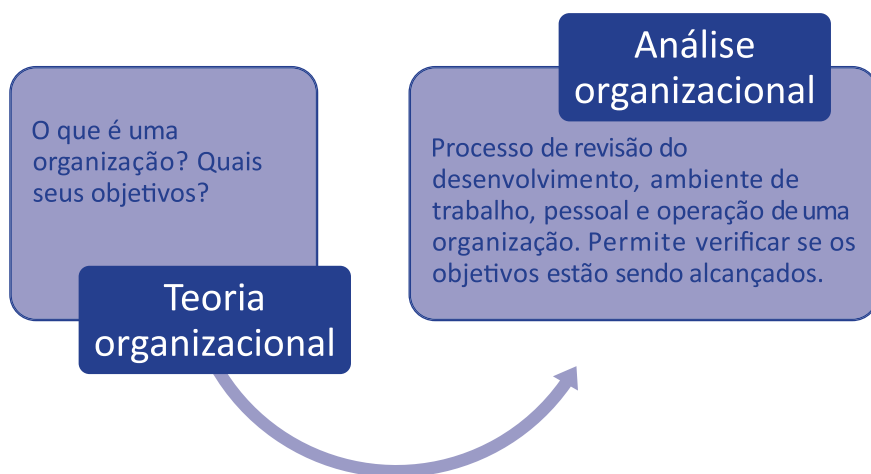 O que é uma
organização? Quais
seus objetivos?
Teoria
organizacional
Análise
organizacional
Processo de revisão do
desenvolvimento, ambiente de
trabalho, pessoal e operação de uma
organização. Permite verificar se os
objetivos estão sendo alcançados.